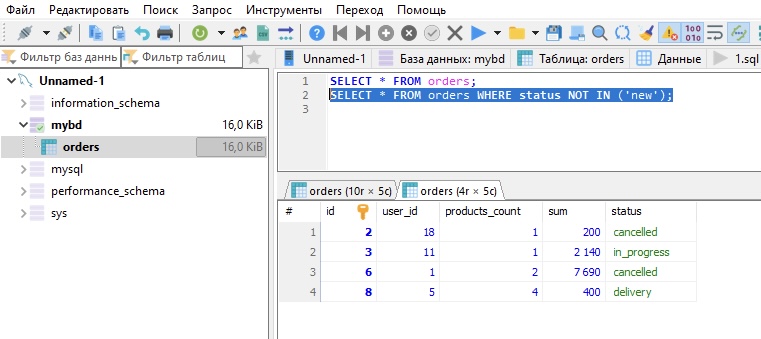 Файл Редактировать Поиск Запрос Инструменты Переход Помощь
Фильтр баз даннь Фильтр таблиц
Unnamed-1 База данных: mybd Таблица: orders Данные 1.sql
Unnamed-1
information_schema
mybd 16,0 KiB
orders 16,0 KiB
mysql
performance_schema
sys
1 SELECT * FROM orders;
2 SELECT * FROM orders WHERE status NOT IN ('new');
3
orders (10r × 5c) orders (4r × 5c)
# id user_id products_count sum status
1 2 18 1 200 cancelled
2 3 11 1 2 140 in_progress
3 6 1 2 7 690 cancelled
4 8 5 4 400 delivery